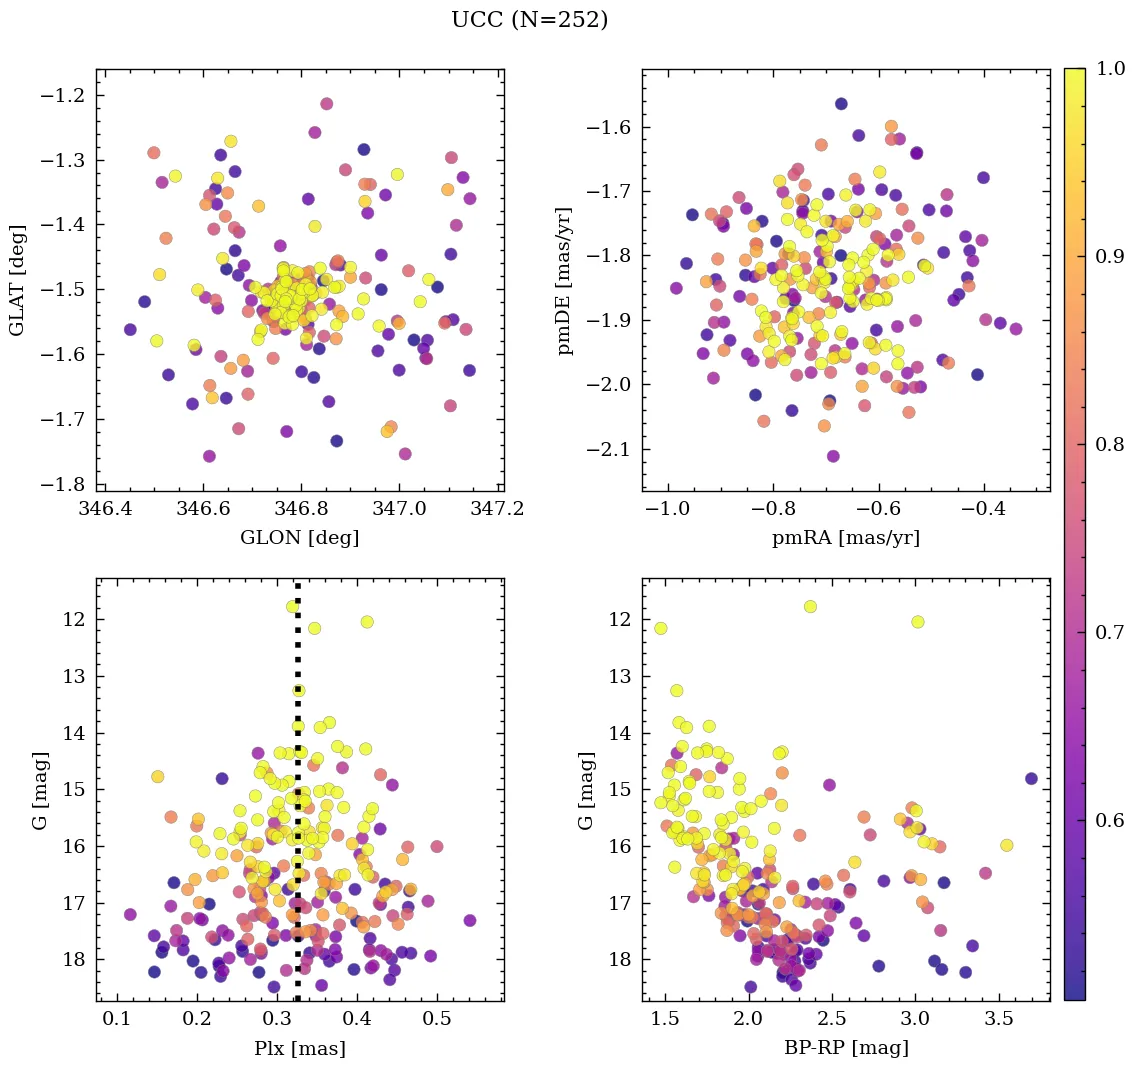 UCC (N=252)
−1.2
−1.3
−1.4
−1.5
−1.6
−1.7
−1.8
GLAT [deg]
346.4 346.6 346.8 347.0 347.2
GLON [deg]
−1.6
−1.7
−1.8
−1.9
−2.0
−2.1
pmDE [mas/yr]
−1.0 −0.8 −0.6 −0.4
pmRA [mas/yr]
12
13
14
15
16
17
18
G [mag]
0.1 0.2 0.3 0.4 0.5
Plx [mas]
12
13
14
15
16
17
18
G [mag]
1.5 2.0 2.5 3.0 3.5
BP-RP [mag]
1.0
0.9
0.8
0.7
0.6